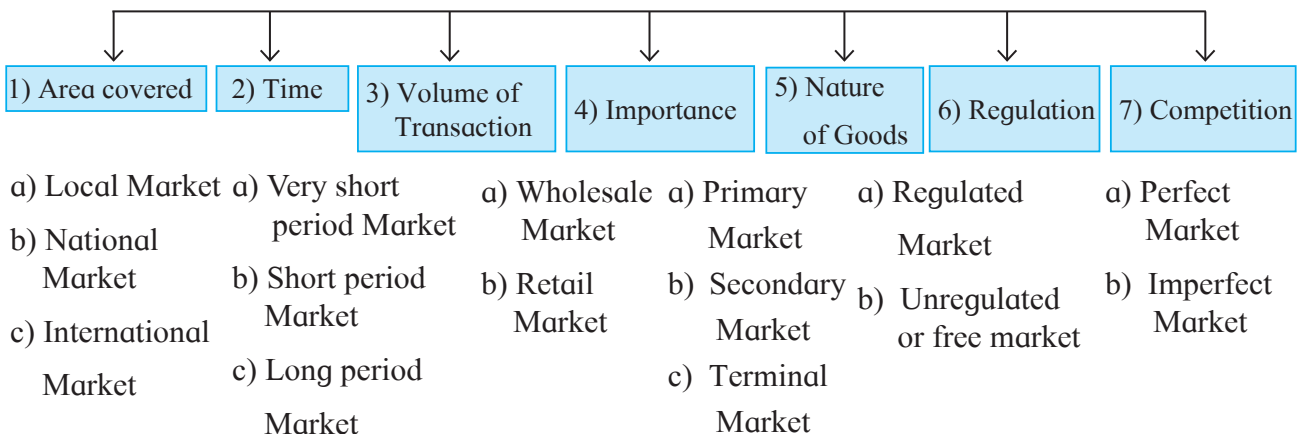 1) Area covered
2) Time
3) Volume of
Transaction
4) Importance
5) Nature
of Goods
6) Regulation
7) Competition
a) Local Market
b) National
Market
c) International
Market
a) Very short
period Market
b) Short period
Market
c) Long period
Market
a) Wholesale
Market
b) Retail
Market
a) Primary
Market
b) Secondary
Market
c) Terminal
Market
a) Regulated
Market
b) Unregulated
or free market
a) Perfect
Market
b) Imperfect
Market